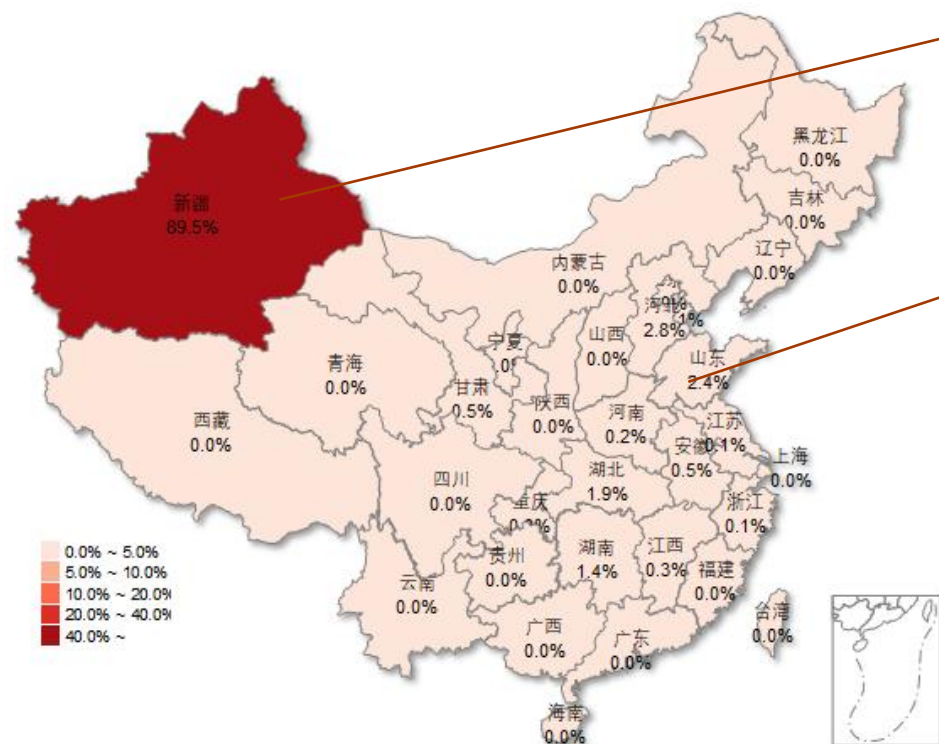 黑龙江
0.0%
吉林
0.0%
辽宁
0.0%
新疆
89.5%
内蒙古
0.0%
河北
2.8%
山西
0.0%
山东
2.4%
宁夏
青海
0.0%
甘肃
0.5%
陕西
0.0%
河南
0.2%
江苏
0.1%
安徽
0.5%
上海
0.0%
西藏
0.0%
四川
0.0%
重庆
湖北
1.9%
浙江
0.1%
贵州
0.0%
湖南
1.4%
江西
0.3%
福建
0.0%
云南
0.0%
广西
0.0%
广东
0.0%
台湾
0.0%
海南
0.0%
0.0% ~ 5.0%
5.0% ~ 10.0%
10.0% ~ 20.0%
20.0% ~ 40.0%
40.0% ~